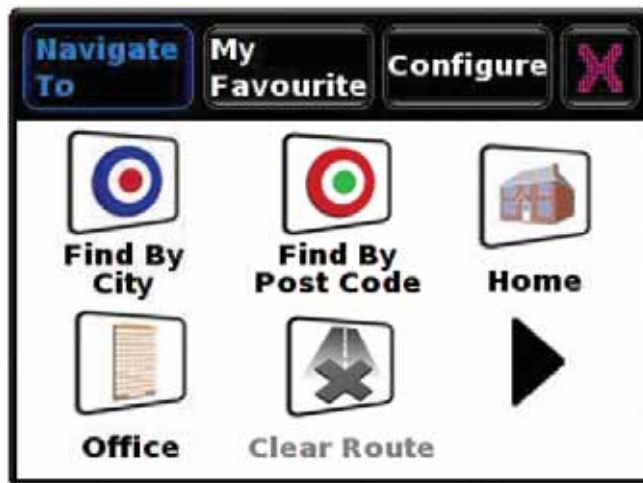 Navigate
To
My
Favourite
Configure
Find By
City
Find By
Post Code
Home
Office
Clear Route